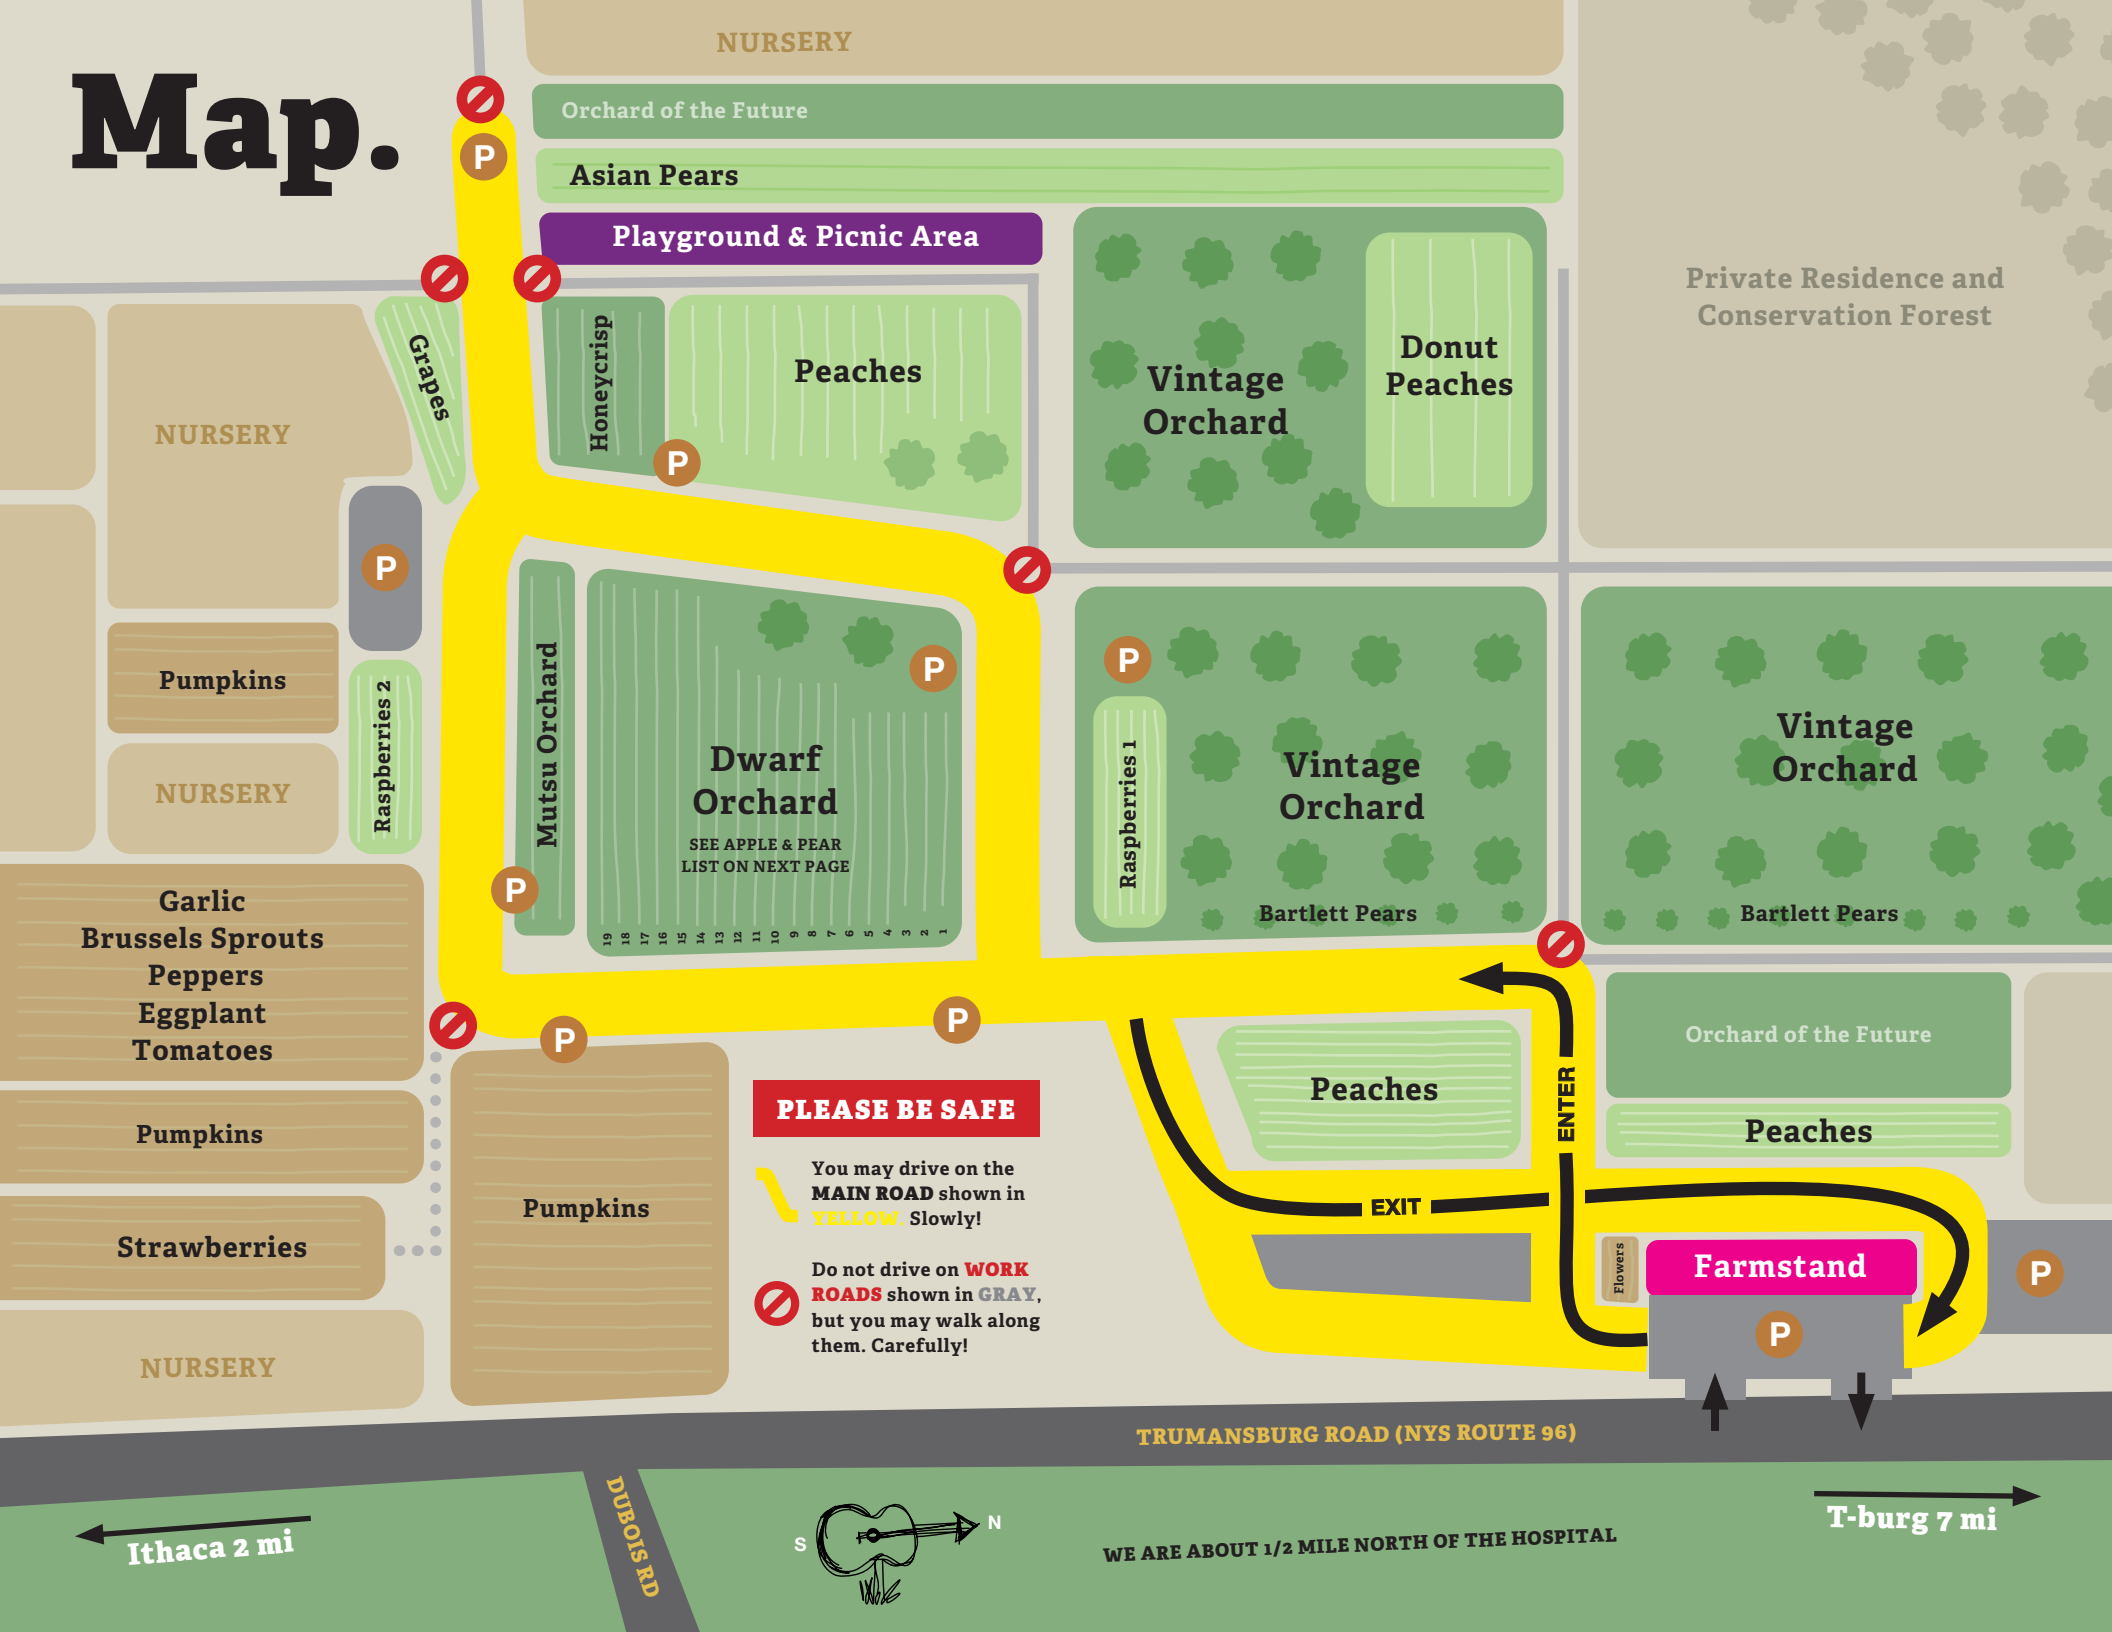 Map.
NURSERY
Orchard of the Future
Asian Pears
Playground & Picnic Area
P
Private Residence and
Conservation Forest
Grapes
Honeycrisp
Peaches
P
Vintage
Orchard
Donut
Peaches
NURSERY
P
Pumpkins
Raspberries 2
NURSERY
Mutsu Orchard
P
Dwarf
Orchard
SEE APPLE & PEAR
LIST ON NEXT PAGE
P
19 18 17 16 15 14 13 12 11 10 9 8 7 6 5 4 3 2 1
P
Raspberries 1
Vintage
Orchard
Bartlett Pears
Vintage
Orchard
Bartlett Pears
Garlic
Brussels Sprouts
Peppers
Eggplant
Tomatoes
Pumpkins
Strawberries
NURSERY
P
Pumpkins
P
PLEASE BE SAFE
You may drive on the
MAIN ROAD shown in
YELLOW. Slowly!
Do not drive on WORK
ROADS shown in GRAY,
but you may walk along
them. Carefully!
Peaches
ENTER
EXIT
Orchard of the Future
Peaches
Flowers
Farmstand
P
P
TRUMANSBURG ROAD (NYS ROUTE 96)
DUBOIS RD
Ithaca 2 mi
S
N
WE ARE ABOUT 1/2 MILE NORTH OF THE HOSPITAL
T-burg 7 mi